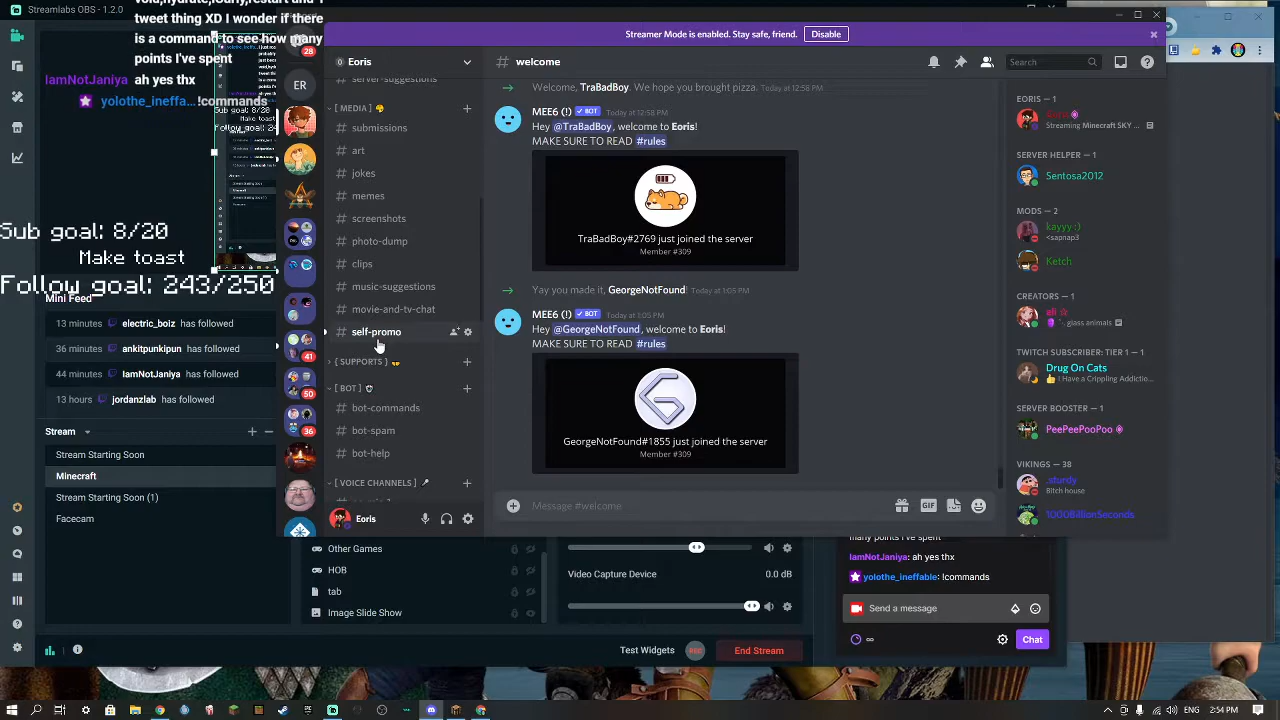 Streamlabs OBS - 1.2.0
void,hydrate,rourly,restart and 1
tweet thing XD I wonder if there
is a command to see how many
points I've spent
IamNotJaniya ah yes thx
yolothe_ineffa... !commands
Sub goal: 8/20
Make toast
Follow goal: 243/250
Mini Feed
13 minutes electric_boiz has followed
36 minutes ankitpunkipun has followed
44 minutes IamNotJaniya has followed
13 hours jordanzlab has followed
Stream
Stream Starting Soon
Minecraft
Stream Starting Soon (1)
Facecam
28
ER
41
50
36
Streamer Mode is enabled. Stay safe, friend. Disable
Eoris
# welcome
Search
server-suggestions
[ MEDIA ]
submissions
art
jokes
memes
screenshots
photo-dump
clips
music-suggestions
movie-and-tv-chat
self-promo
{ SUPPORTS }
[ BOT ]
bot-commands
bot-spam
bot-help
[ VOICE CHANNELS ]
Eoris
Welcome, TraBadBoy. We hope you brought pizza. Today at 12:58 PM
MEE6 (!) BOT Today at 12:58 PM
Hey @TraBadBoy, welcome to Eoris!
MAKE SURE TO READ #rules
TraBadBoy#2769 just joined the server
Member #309
Yay you made it, GeorgeNotFound! Today at 1:05 PM
MEE6 (!) BOT Today at 1:05 PM
Hey @GeorgeNotFound, welcome to Eoris!
MAKE SURE TO READ #rules
GeorgeNotFound#1855 just joined the server
Member #309
Message #welcome
GIF
EORIS — 1
Streaming Minecraft SKY ...
SERVER HELPER — 1
Sentosa2012
MODS — 2
kayyy :)
<sapnap3
Ketch
CREATORS — 1
glass animals
TWITCH SUBSCRIBER: TIER 1 — 1
Drug On Cats
I Have a Crippling Addictio...
SERVER BOOSTER — 1
PeePeePooPoo
VIKINGS — 38
.sturdy
B!tch house
1000BillionSeconds
Other Games
HOB
tab
Image Slide Show
Video Capture Device 0.0 dB
many points I've spent
IamNotJaniya: ah yes thx
yolothe_ineffable: !commands
Send a message
Chat
Test Widgets REC End Stream
2:54 PM